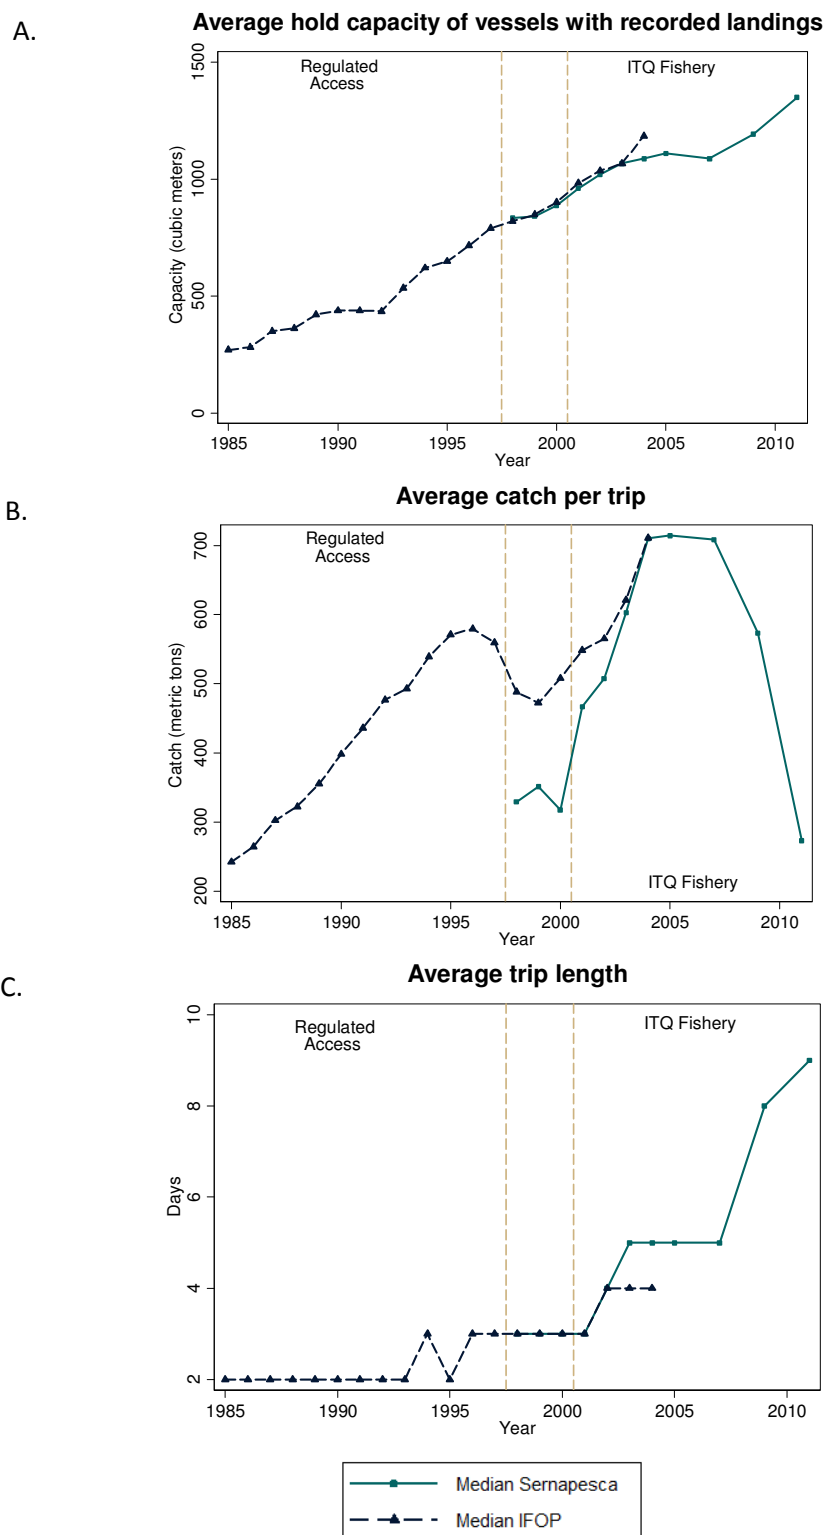 A.
Average hold capacity of vessels with recorded landings
Regulated
Access
ITQ Fishery
Capacity (cubic meters)
1500
1000
500
0
1985 1990 1995 2000 2005 2010
Year
B.
Average catch per trip
Regulated
Access
ITQ Fishery
Catch (metric tons)
700
600
500
400
300
200
1985 1990 1995 2000 2005 2010
Year
C.
Average trip length
Regulated
Access
ITQ Fishery
Days
10
8
6
4
2
1985 1990 1995 2000 2005 2010
Year
Median Sernapesca
Median IFOP